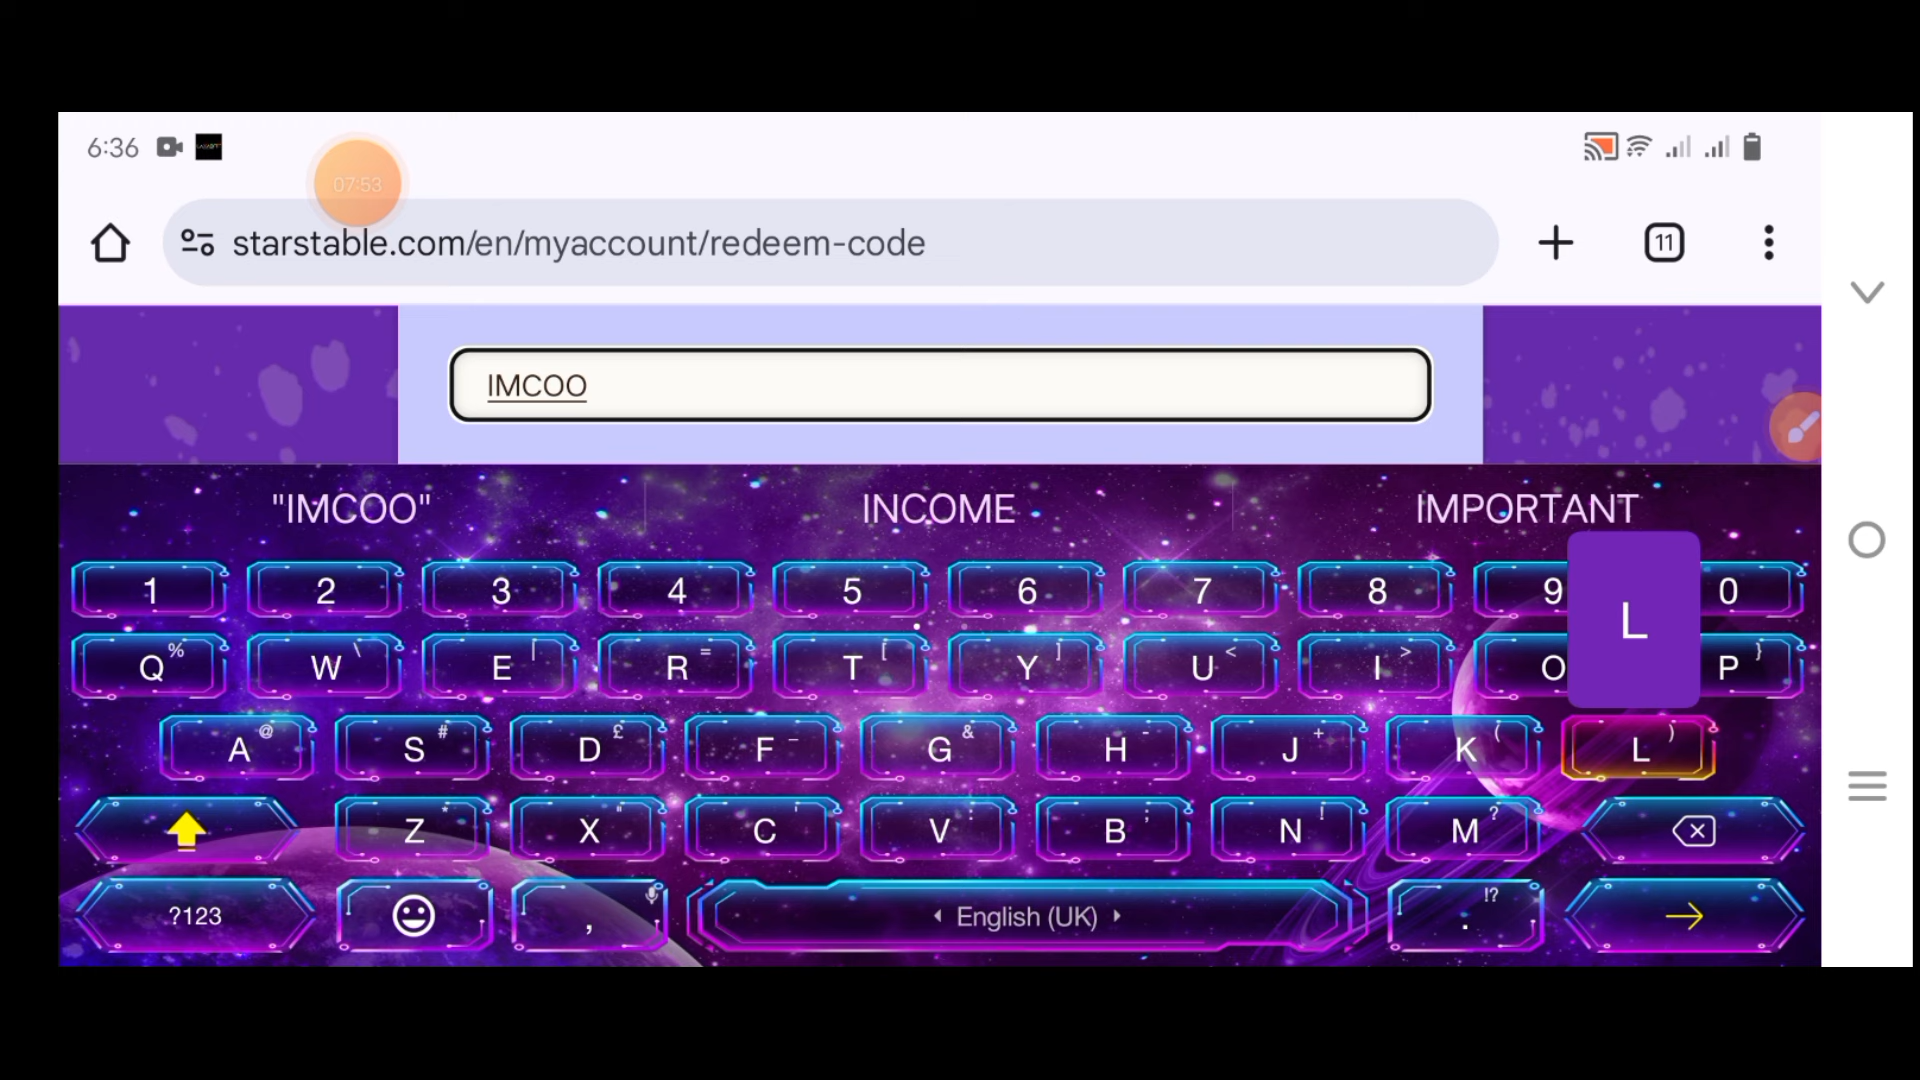 6:36
07:53
starstable.com/en/myaccount/redeem-code
11
IMCOO
"IMCOO" INCOME IMPORTANT
1 2 3 4 5 6 7 8 9 0
L
Q % W \ E | R = T [ Y ] U < I > O P }
A @ S # D £ F _ G & H - J + K ( L )
Z * X " C ' V : B ; N ! M ?
?123 , English (UK) . !?